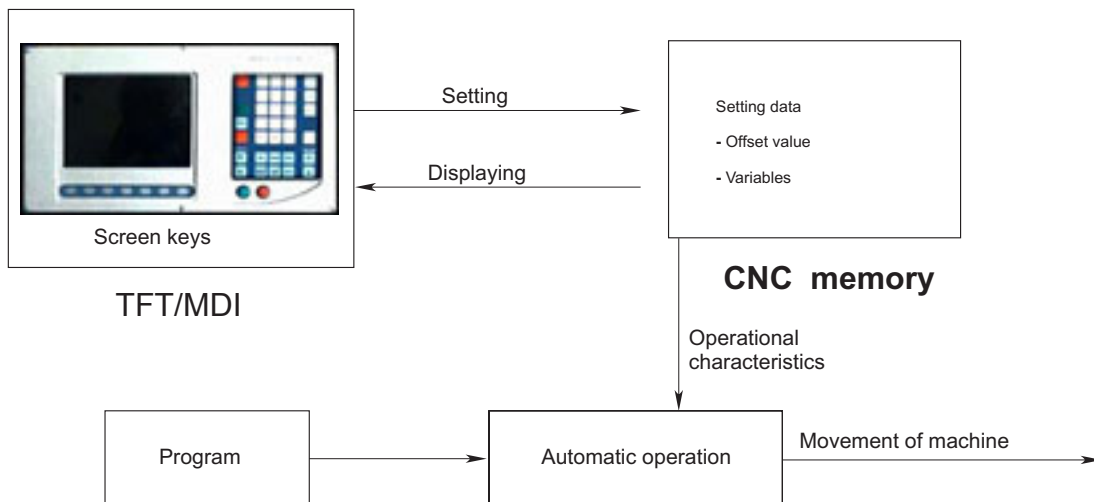 Setting
Displaying
Screen keys
TFT/MDI
Setting data
- Offset value
- Variables
CNC memory
Operational
characteristics
Program
Automatic operation
Movement of machine